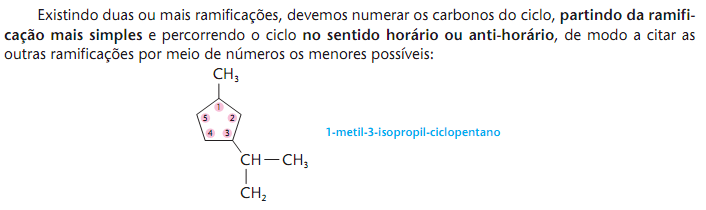 Existindo duas ou mais ramificações, devemos numerar os carbonos do ciclo, partindo da ramifi-
cação mais simples e percorrendo o ciclo no sentido horário ou anti-horário, de modo a citar as
outras ramificações por meio de números os menores possíveis:
CH₃
1
5 2
4 3
1-metil-3-isopropil-ciclopentano
CH—CH₃
CH₂